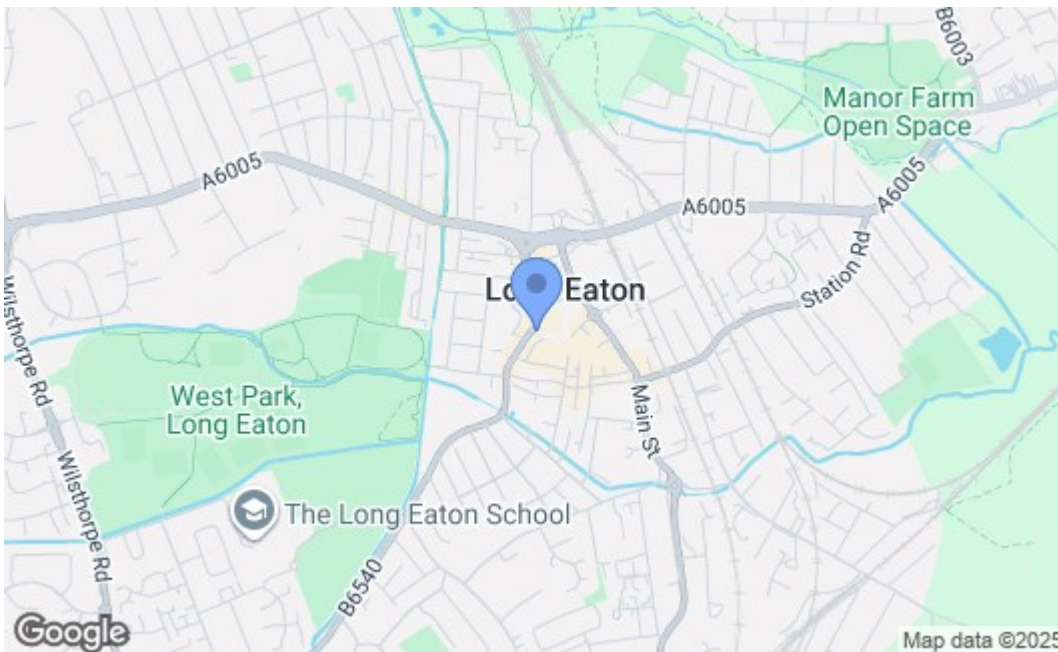 B6003
Manor Farm
Open Space
A6005
A6005
A6005
Eaton
Station Rd
Wilsthorpe Rd
West Park,
Long Eaton
Main St
Wilsthorpe Rd
The Long Eaton School
B6540
Google
Map data ©2025